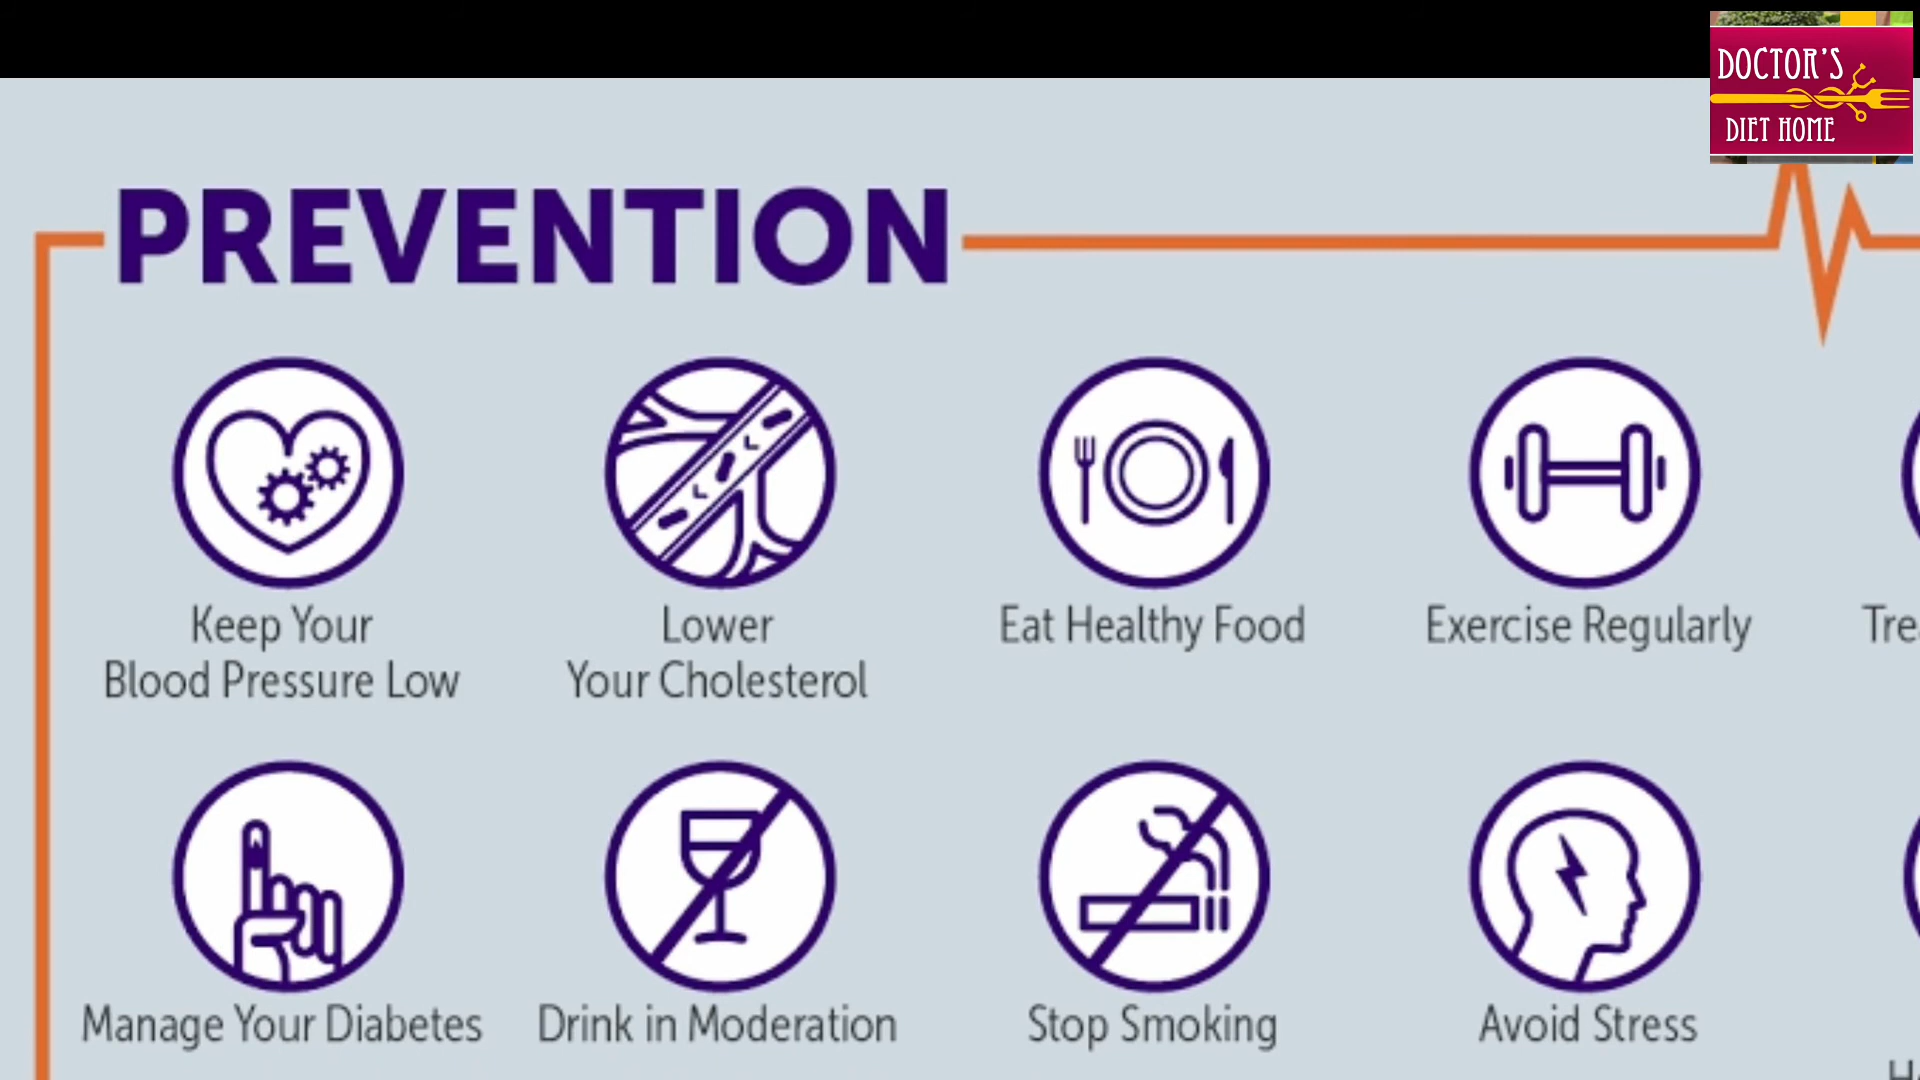 DOCTOR'S
DIET HOME
PREVENTION
Keep Your
Blood Pressure Low
Lower
Your Cholesterol
Eat Healthy Food
Exercise Regularly
Manage Your Diabetes
Drink in Moderation
Stop Smoking
Avoid Stress